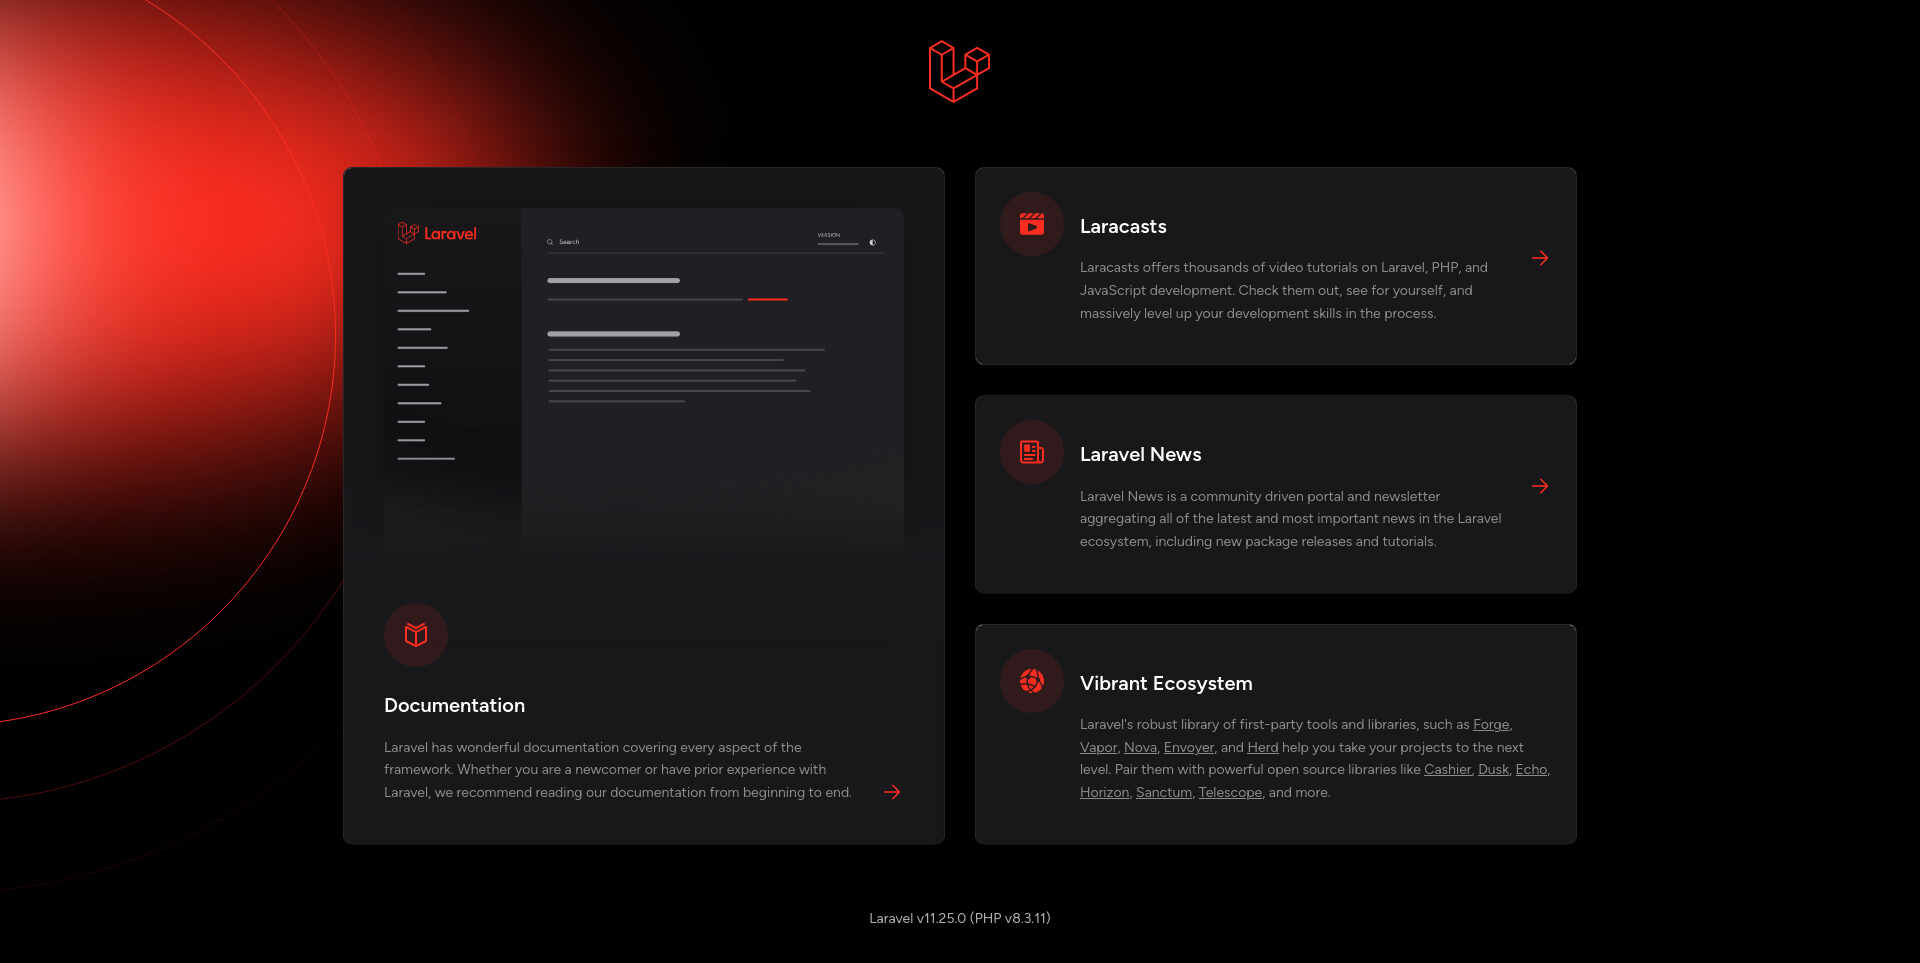 Laravel
Search
VERSION
Documentation
Laravel has wonderful documentation covering every aspect of the
framework. Whether you are a newcomer or have prior experience with
Laravel, we recommend reading our documentation from beginning to end.
Laracasts
Laracasts offers thousands of video tutorials on Laravel, PHP, and
JavaScript development. Check them out, see for yourself, and
massively level up your development skills in the process.
Laravel News
Laravel News is a community driven portal and newsletter
aggregating all of the latest and most important news in the Laravel
ecosystem, including new package releases and tutorials.
Vibrant Ecosystem
Laravel's robust library of first-party tools and libraries, such as Forge,
Vapor, Nova, Envoyer, and Herd help you take your projects to the next
level. Pair them with powerful open source libraries like Cashier, Dusk, Echo,
Horizon, Sanctum, Telescope, and more.
Laravel v11.25.0 (PHP v8.3.11)